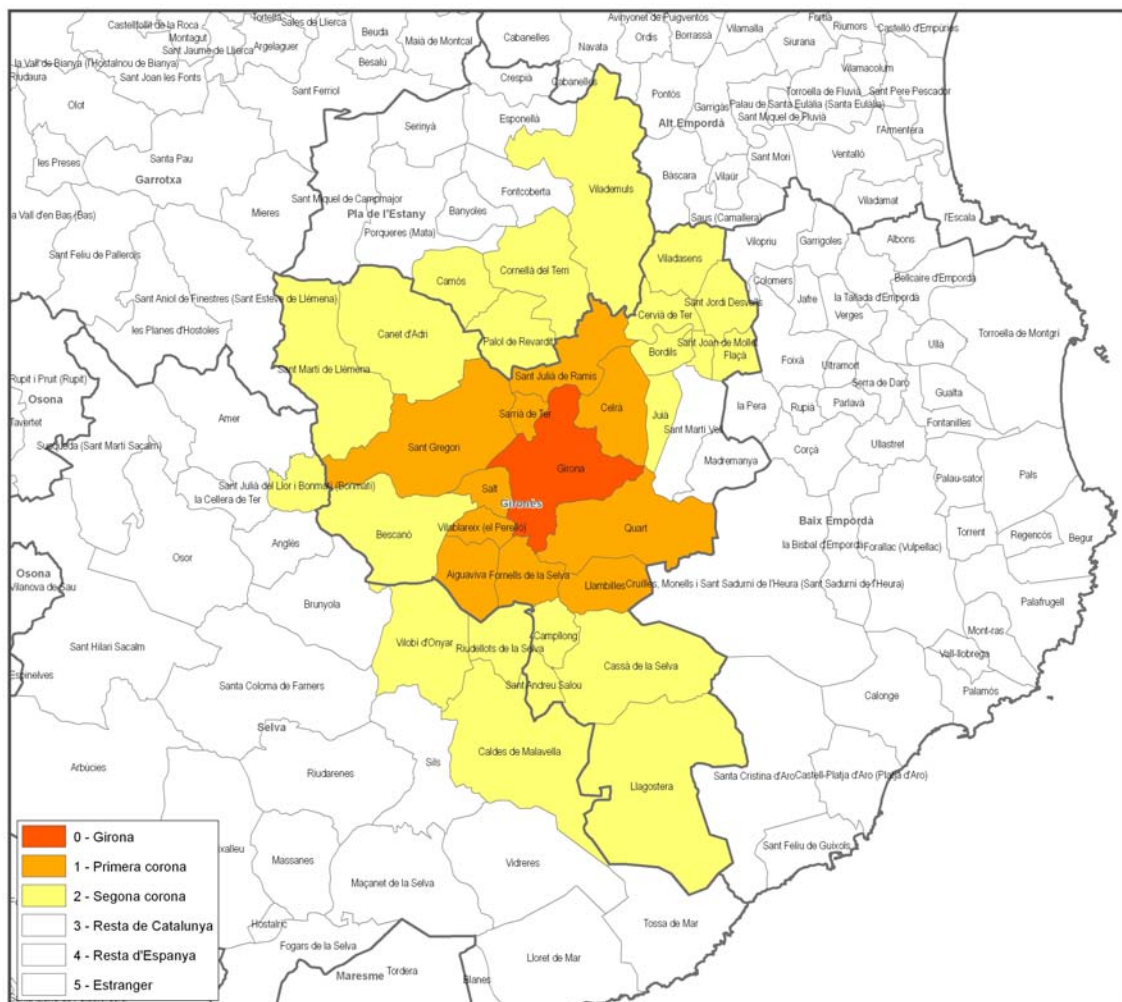 Castellfollit de la Roca
Tortellà
Sales de Llierca
Montagut
Argelaguer
Sant Jaume de Llierca
la Vall de Bianya (l'Hostalnou de Bianya)
Riudaura
Sant Joan les Fonts
Beuda
Maià de Montcal
Besalú
Cabanelles
Avinyonet de Puigventós
Ordis
Borrassà
Navata
Vilamalla
Fortià
Riumors
Castelló d'Empúries
Siurana
Vilamacolum
Crespià
Cabanelles
Pontós
Garrigàs
Torroella de Fluvià
Sant Pere Pescador
Palau de Santa Eulàlia (Santa Eulàlia)
Sant Miquel de Fluvià
Alt Empordà
l'Armentera
Olot
Sant Ferriol
Serinyà
Esponellà
les Preses
Santa Pau
Garrotxa
Sant Mori
Ventalló
Bàscara
Vilaür
Viladamat
Fontcoberta
Vilademuls
Sant Miquel de Campmajor
Mieres
Pla de l'Estany
Banyoles
Porqueres (Mata)
Saus (Camallera)
l'Escala
a Vall d'en Bas (Bas)
Sant Feliu de Pallerols
Vilopriu
Garrigoles
Albons
Viladasens
Cornellà del Terri
Camós
Colomers
Jafre
Bellcaire d'Empordà
la Tallada d'Empordà
Verges
Sant Jordi Desvalls
Cervià de Ter
Sant Aniol de Finestres (Sant Esteve de Llémena)
les Planes d'Hostoles
Canet d'Adri
Palol de Revardit
Torroella de Montgrí
Ullà
Sant Joan de Mollet
Bordils
Flaçà
Foixà
Ultramort
Sant Martí de Llémena
Sant Julià de Ramis
Rupit i Pruit (Rupit)
Osona
Tavertet
Serra de Daró
Gualta
Amer
Sarrià de Ter
Celrà
Juià
Sant Martí Vell
la Pera
Rupià
Parlavà
Fontanilles
Susqueda (Sant Martí Sacalm)
Sant Gregori
Ullastret
Corçà
Girona
Madremanya
Sant Julià del Llor i Bonmatí (Bonmatí)
la Cellera de Ter
Palau-sator
Pals
Salt
Gironès
Bescanó
Vilablareix (el Perelló)
Quart
Baix Empordà
la Bisbal d'Empordà
Forallac (Vulpellac)
Torrent
Regencós
Begur
Anglès
Osor
Osona
Vilanova de Sau
Aiguaviva
Fornells de la Selva
Llambilles
Cruïlles, Monells i Sant Sadurní de l'Heura (Sant Sadurní de l'Heura)
Palafrugell
Brunyola
Mont-ras
Sant Hilari Sacalm
Vilobí d'Onyar
Riudellots de la Selva
Campllong
Vall-llobrega
Espinelves
Cassà de la Selva
Santa Coloma de Farners
Sant Andreu Salou
Calonge
Palamós
Selva
Caldes de Malavella
Arbúcies
Riudarenes
Sils
Llagostera
Santa Cristina d'Aro
Castell-Platja d'Aro (Platja d'Aro)
Sant Feliu de Guíxols
Massanes
Vidreres
Maçanet de la Selva
Hostalric
Tossa de Mar
Fogars de la Selva
Lloret de Mar
Maresme
Tordera
Blanes
0 - Girona
1 - Primera corona
2 - Segona corona
3 - Resta de Catalunya
4 - Resta d'Espanya
5 - Estranger